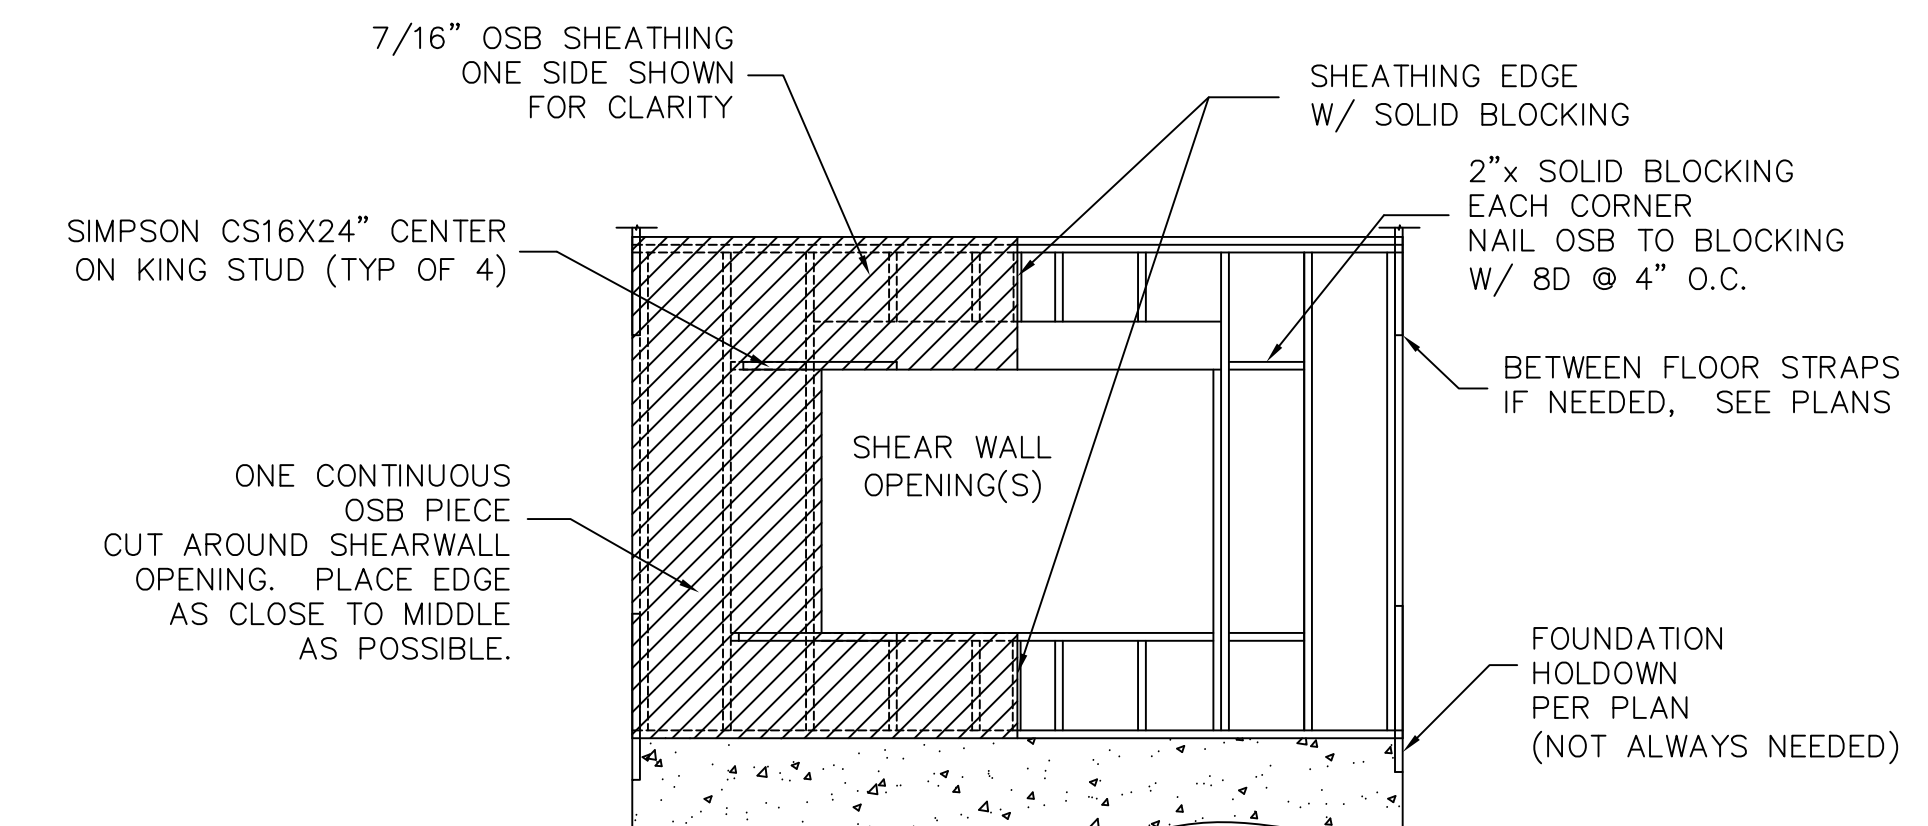 7/16” OSB SHEATHING
ONE SIDE SHOWN
FOR CLARITY
SHEATHING EDGE
W/ SOLID BLOCKING
2”x SOLID BLOCKING
EACH CORNER
NAIL OSB TO BLOCKING
W/ 8D @ 4” O.C.
SIMPSON CS16X24” CENTER
ON KING STUD (TYP OF 4)
BETWEEN FLOOR STRAPS
IF NEEDED, SEE PLANS
SHEAR WALL
OPENING(S)
ONE CONTINUOUS
OSB PIECE
CUT AROUND SHEARWALL
OPENING. PLACE EDGE
AS CLOSE TO MIDDLE
AS POSSIBLE.
FOUNDATION
HOLDOWN
PER PLAN
(NOT ALWAYS NEEDED)